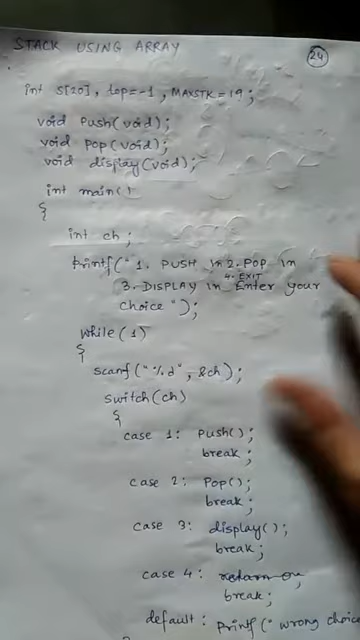 STACK USING ARRAY
24
int s[20], top=-1, MAXSTK=19;
void push(void);
void pop(void);
void display(void);
int main()
{
int ch;
printf("1. PUSH \n 2. POP \n
4. EXIT
3. DISPLAY \n Enter your
choice");
while(1)
{
scanf("%d", &ch);
switch(ch)
{
case 1: push();
break;
case 2: pop();
break;
case 3: display();
break;
case 4:
break;
default: printf("wrong choice